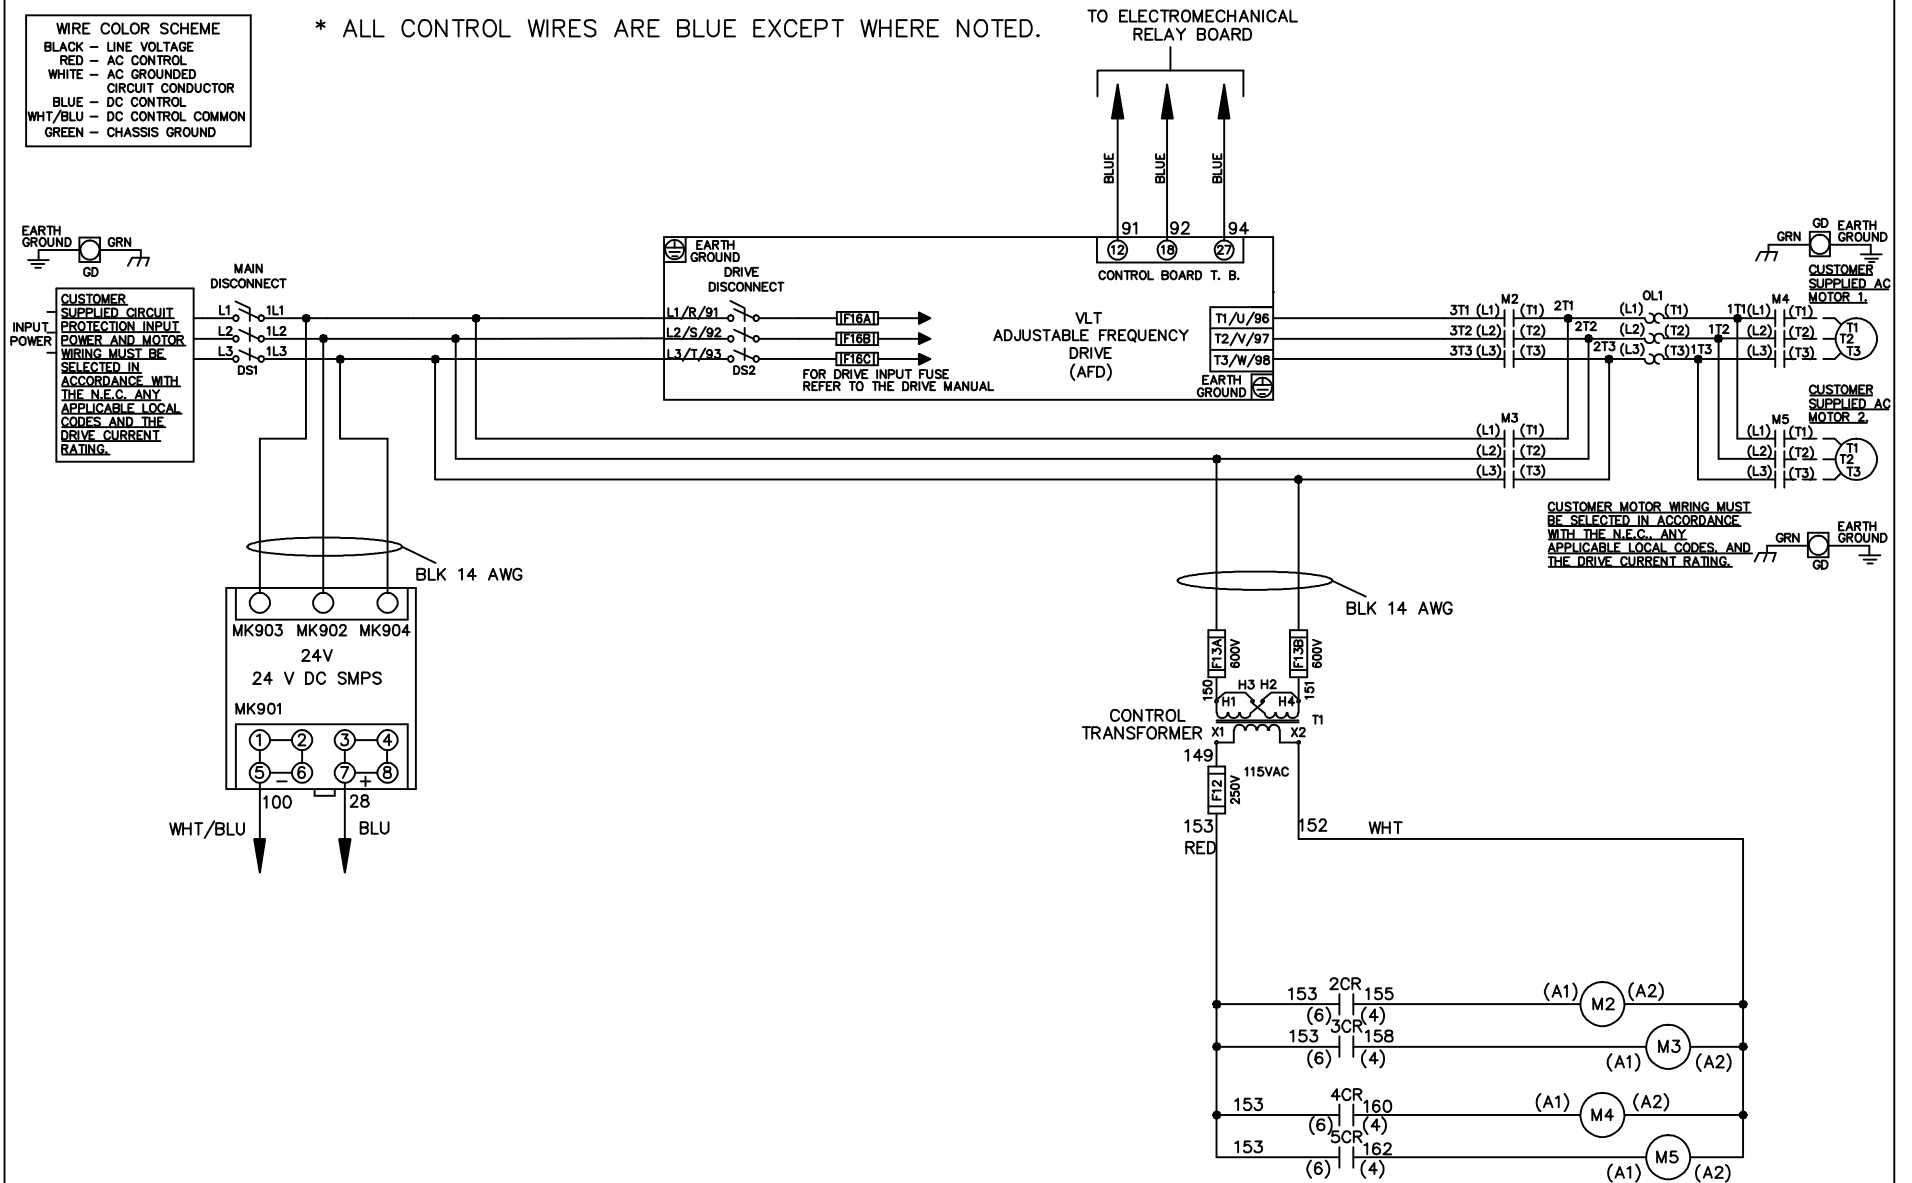 WIRE COLOR SCHEME
BLACK – LINE VOLTAGE
RED – AC CONTROL
WHITE – AC GROUNDED
CIRCUIT CONDUCTOR
BLUE – DC CONTROL
WHT/BLU – DC CONTROL COMMON
GREEN – CHASSIS GROUND
* ALL CONTROL WIRES ARE BLUE EXCEPT WHERE NOTED.
TO ELECTROMECHANICAL
RELAY BOARD
BLUE
BLUE
BLUE
91 92 94
12 18 27
CONTROL BOARD T. B.
EARTH
GROUND
GRN
GD
MAIN
DISCONNECT
INPUT
POWER
CUSTOMER
SUPPLIED CIRCUIT
PROTECTION INPUT
POWER AND MOTOR
WIRING MUST BE
SELECTED IN
ACCORDANCE WITH
THE N.E.C. ANY
APPLICABLE LOCAL
CODES AND THE
DRIVE CURRENT
RATING.
L1 1L1
L2 1L2
L3 1L3
DS1
EARTH
GROUND
DRIVE
DISCONNECT
L1/R/91
L2/S/92
L3/T/93
DS2
IF16A
IF16B
IF16C
FOR DRIVE INPUT FUSE
REFER TO THE DRIVE MANUAL
VLT
ADJUSTABLE FREQUENCY
DRIVE
(AFD)
T1/U/96
T2/V/97
T3/W/98
EARTH
GROUND
M2
3T1 (L1) (T1) 2T1
3T2 (L2) (T2) 2T2
3T3 (L3) (T3) 2T3
OL1
(L1) (T1) 1T1
(L2) (T2) 1T2
(L3) (T3) 1T3
M4
(L1) (T1)
(L2) (T2)
(L3) (T3)
T1
T2
T3
GD
GRN
EARTH
GROUND
CUSTOMER
SUPPLIED AC
MOTOR 1.
CUSTOMER
SUPPLIED AC
MOTOR 2.
M3
(L1) (T1)
(L2) (T2)
(L3) (T3)
M5
(L1) (T1)
(L2) (T2)
(L3) (T3)
T1
T2
T3
CUSTOMER MOTOR WIRING MUST
BE SELECTED IN ACCORDANCE
WITH THE N.E.C., ANY
APPLICABLE LOCAL CODES, AND
THE DRIVE CURRENT RATING.
GRN
GD
EARTH
GROUND
BLK 14 AWG
MK903 MK902 MK904
24V
24 V DC SMPS
MK901
1 2 3 4
5 – 6 7 + 8
100 28
WHT/BLU BLU
BLK 14 AWG
F13A
600V
F13B
600V
150
151
H3 H2
H1 H4
T1
CONTROL
TRANSFORMER
X1 X2
149
115VAC
F12
250V
153
RED
152 WHT
2CR
153 155
(6) (4)
(A1) M2 (A2)
3CR
153 158
(6) (4)
(A1) M3 (A2)
4CR
153 160
(6) (4)
(A1) M4 (A2)
5CR
153 162
(6) (4)
(A1) M5 (A2)